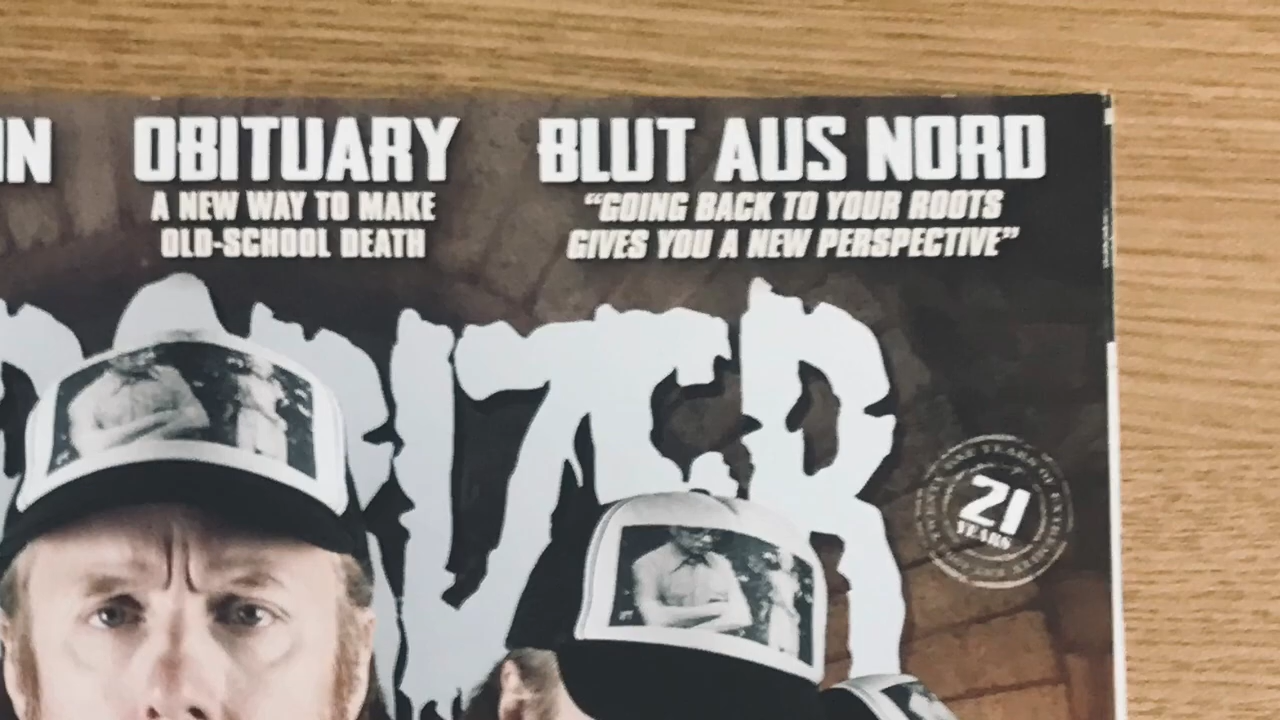 IN
OBITUARY
A NEW WAY TO MAKE
OLD-SCHOOL DEATH
BLUT AUS NORD
“GOING BACK TO YOUR ROOTS
GIVES YOU A NEW PERSPECTIVE”
21
YEARS